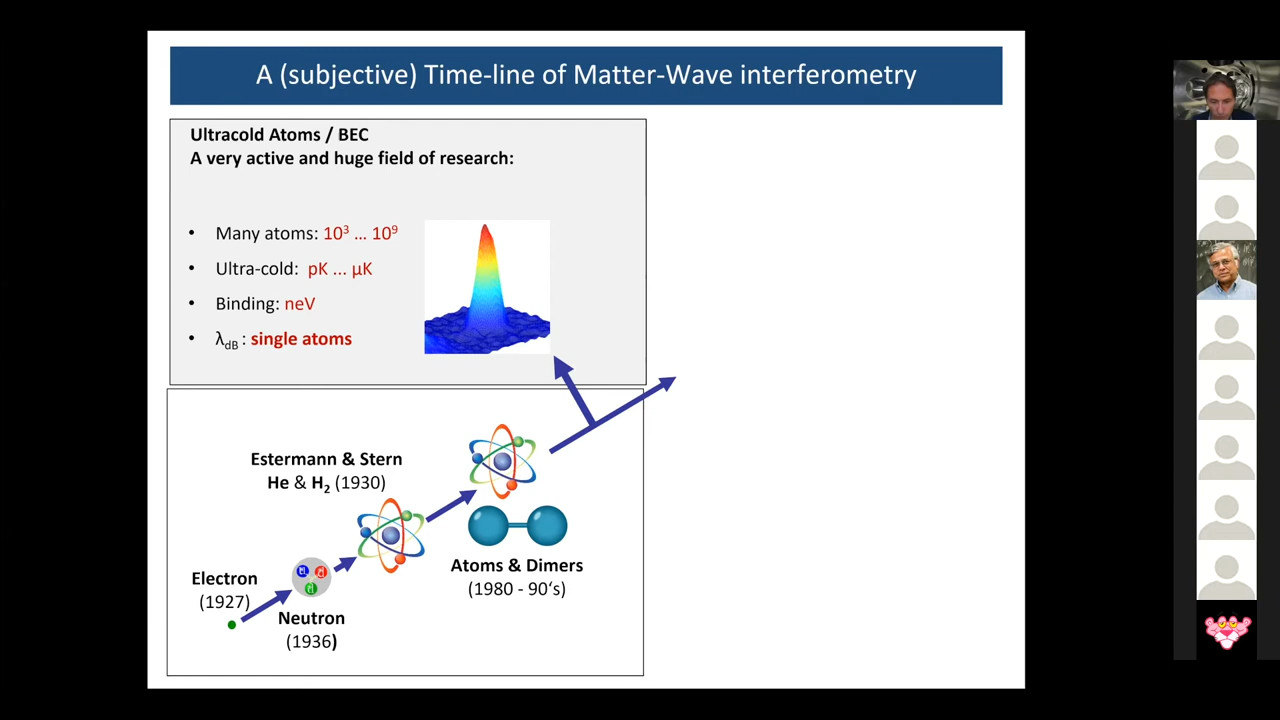 A (subjective) Time-line of Matter-Wave interferometry
Ultracold Atoms / BEC
A very active and huge field of research:
• Many atoms: 10³ ... 10⁹
• Ultra-cold: pK ... µK
• Binding: neV
• λdB : single atoms
Estermann & Stern
He & H₂ (1930)
Atoms & Dimers
(1980 - 90‘s)
Electron
(1927)
Neutron
(1936)